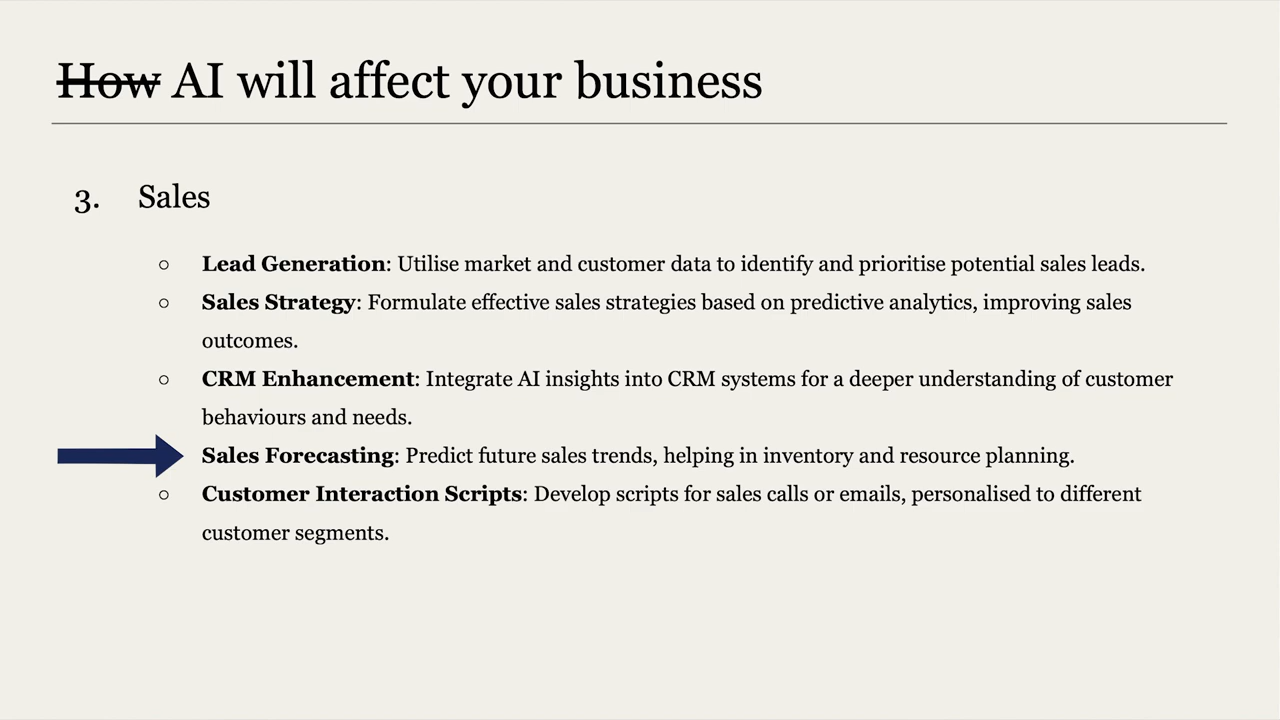 How AI will affect your business
3. Sales
○ Lead Generation: Utilise market and customer data to identify and prioritise potential sales leads.
○ Sales Strategy: Formulate effective sales strategies based on predictive analytics, improving sales
outcomes.
○ CRM Enhancement: Integrate AI insights into CRM systems for a deeper understanding of customer
behaviours and needs.
Sales Forecasting: Predict future sales trends, helping in inventory and resource planning.
○ Customer Interaction Scripts: Develop scripts for sales calls or emails, personalised to different
customer segments.